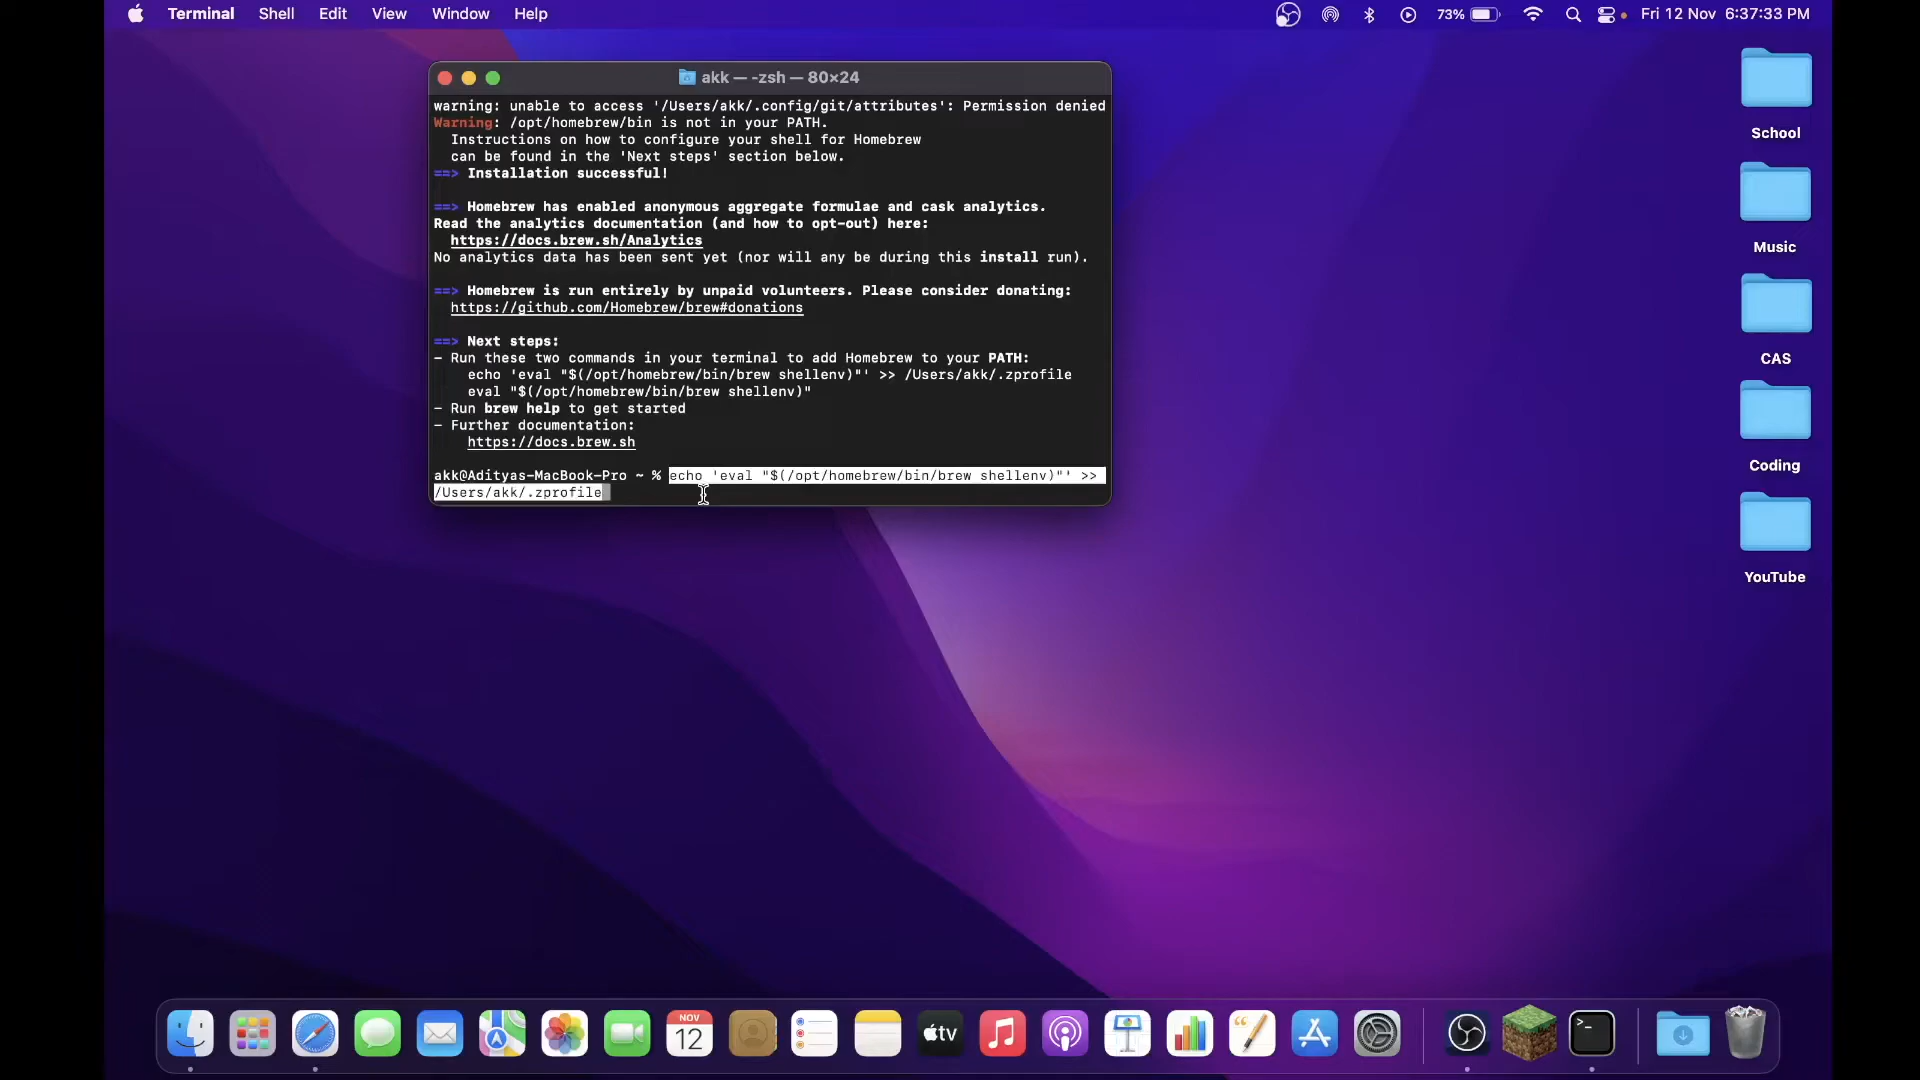 Terminal Shell Edit View Window Help
73% Fri 12 Nov 6:37:33 PM
akk — -zsh — 80×24
warning: unable to access '/Users/akk/.config/git/attributes': Permission denied
Warning: /opt/homebrew/bin is not in your PATH.
Instructions on how to configure your shell for Homebrew
can be found in the 'Next steps' section below.
==> Installation successful!
==> Homebrew has enabled anonymous aggregate formulae and cask analytics.
Read the analytics documentation (and how to opt-out) here:
https://docs.brew.sh/Analytics
No analytics data has been sent yet (nor will any be during this install run).
==> Homebrew is run entirely by unpaid volunteers. Please consider donating:
https://github.com/Homebrew/brew#donations
==> Next steps:
- Run these two commands in your terminal to add Homebrew to your PATH:
echo 'eval "$(/opt/homebrew/bin/brew shellenv)"' >> /Users/akk/.zprofile
eval "$(/opt/homebrew/bin/brew shellenv)"
- Run brew help to get started
- Further documentation:
https://docs.brew.sh
akk@Adityas-MacBook-Pro ~ % echo 'eval "$(/opt/homebrew/bin/brew shellenv)"' >>
/Users/akk/.zprofile
School
Music
CAS
Coding
YouTube
NOV
12
tv
>_